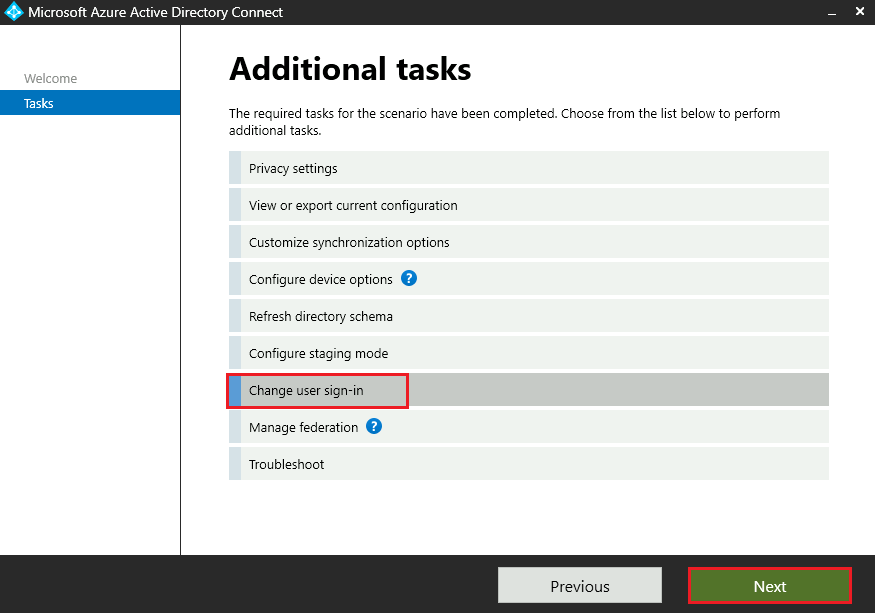 Microsoft Azure Active Directory Connect
Welcome
Tasks
Additional tasks
The required tasks for the scenario have been completed. Choose from the list below to perform
additional tasks.
Privacy settings
View or export current configuration
Customize synchronization options
Configure device options ?
Refresh directory schema
Configure staging mode
Change user sign-in
Manage federation ?
Troubleshoot
Previous
Next